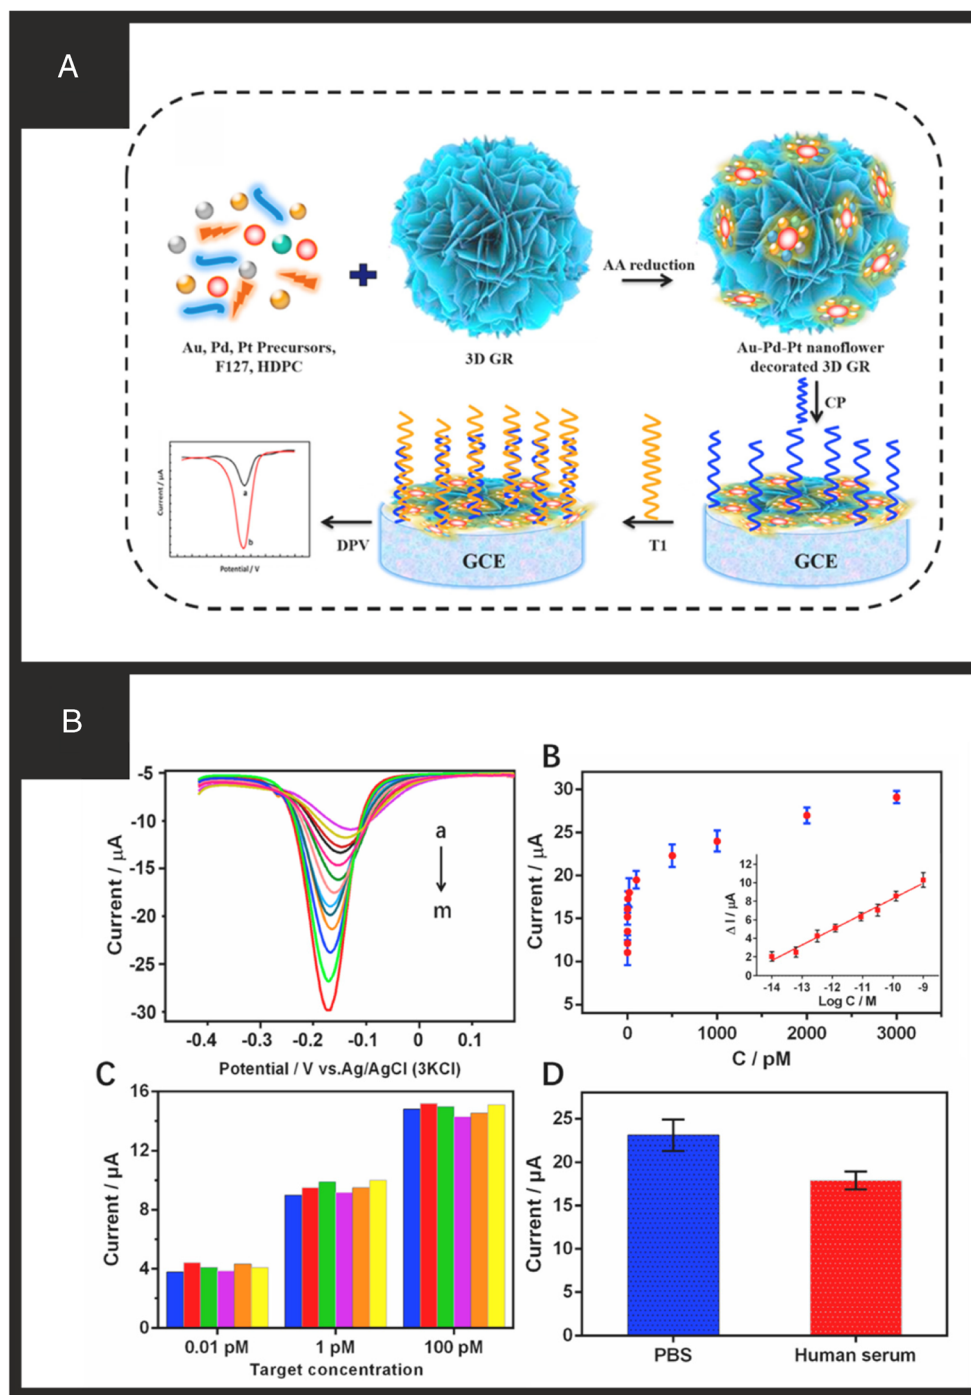 A
AA reduction
Au, Pd, Pt Precursors,
F127, HDPC
3D GR
Au-Pd-Pt nanoflower
decorated 3D GR
CP
Current / μA
a
b
Potential / V
DPV
GCE
T1
GCE
B
-5
-10
-15
-20
-25
-30
Current / μA
a
m
-0.4 -0.3 -0.2 -0.1 0 0.1
Potential / V vs.Ag/AgCl (3KCl)
B
30
25
20
15
10
5
Current / μA
0 1000 2000 3000
C / pM
12
10
8
6
4
2
0
Δ I / μA
-14 -13 -12 -11 -10 -9
Log C / M
C
16
12
8
4
0
Current / μA
0.01 pM 1 pM 100 pM
Target concentration
D
25
20
15
10
5
0
Current / μA
PBS Human serum